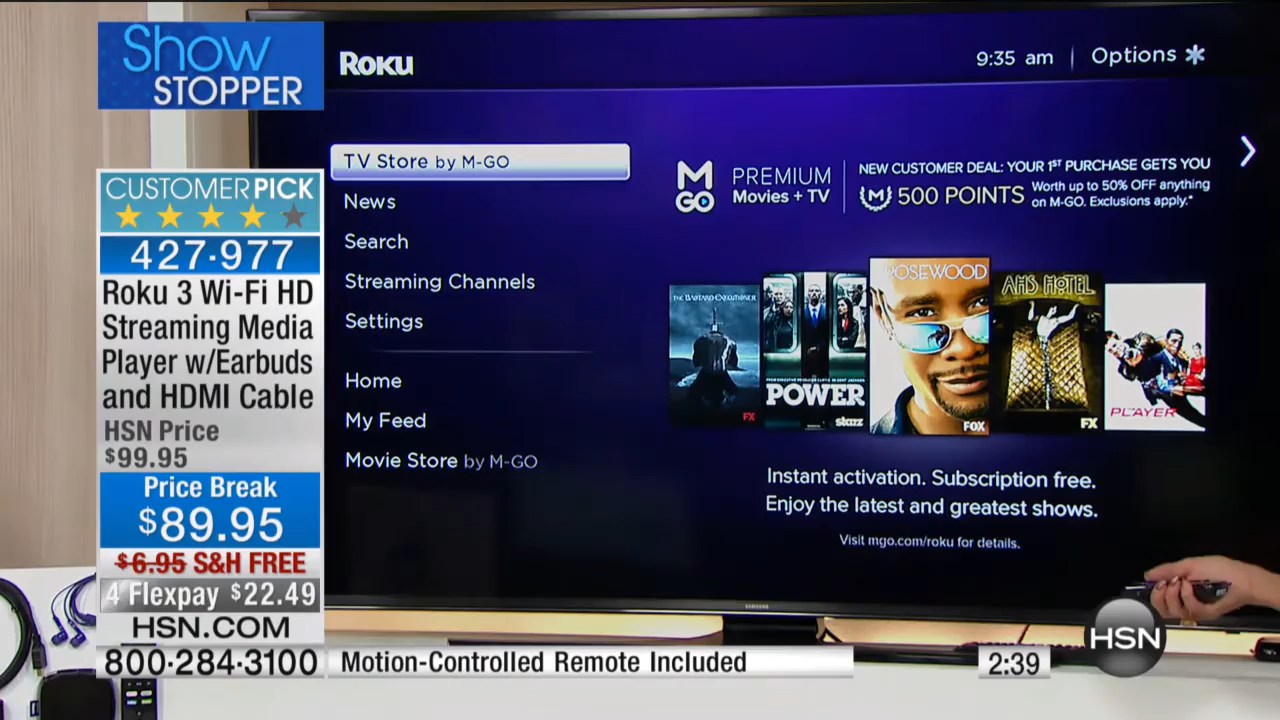 Show
STOPPER
CUSTOMER PICK
427-977
Roku 3 Wi-Fi HD
Streaming Media
Player w/Earbuds
and HDMI Cable
HSN Price
$99.95
Price Break
$89.95
$6.95 S&H FREE
4 Flexpay $22.49
HSN.COM
800-284-3100
Motion-Controlled Remote Included
2:39
HSN
Roku
9:35 am | Options *
TV Store by M-GO
News
Search
Streaming Channels
Settings
Home
My Feed
Movie Store by M-GO
M
GO
PREMIUM
Movies + TV
NEW CUSTOMER DEAL: YOUR 1ST PURCHASE GETS YOU
M 500 POINTS
Worth up to 50% OFF anything
on M-GO. Exclusions apply.*
THE BASTARD EXECUTIONER
FX
POWER
starz
ROSEWOOD
FOX
AHS HOTEL
FX
PLAYER
Instant activation. Subscription free.
Enjoy the latest and greatest shows.
Visit mgo.com/roku for details.
SAMSUNG